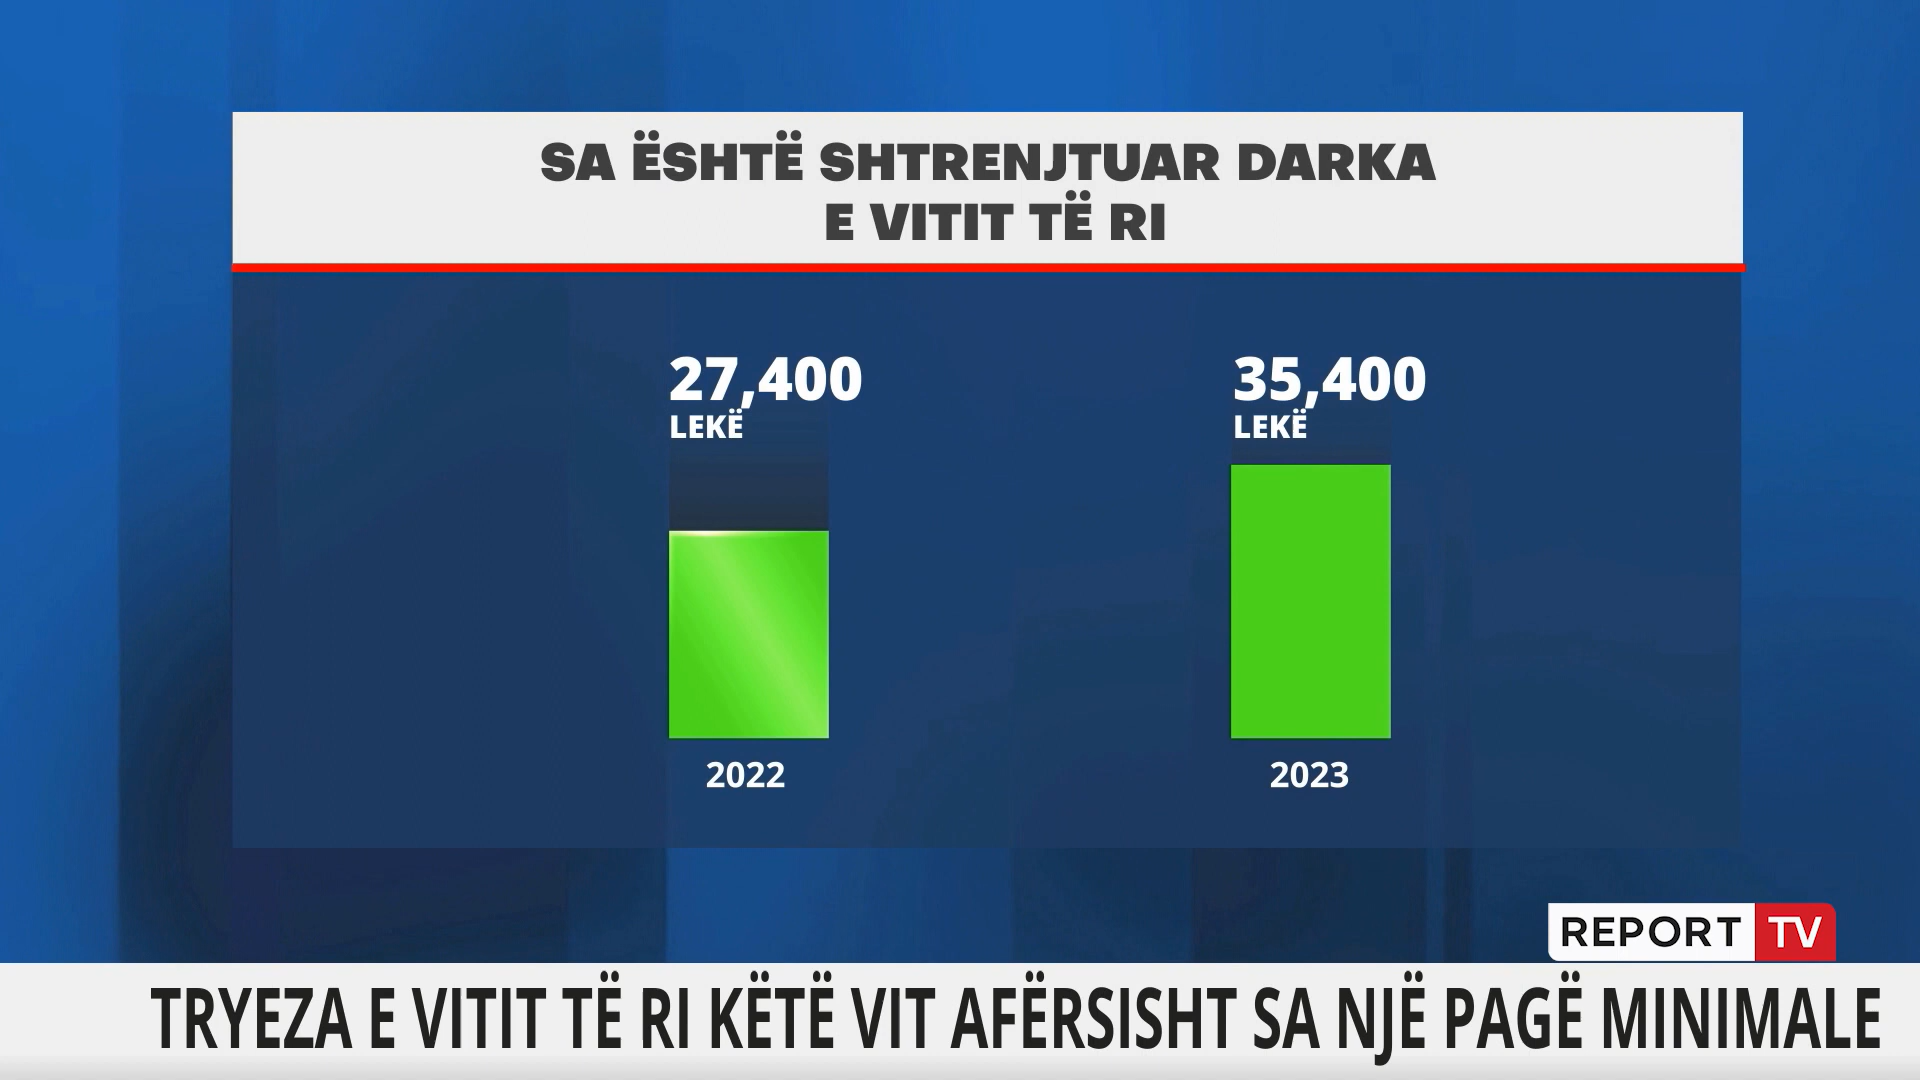 SA ËSHTË SHTRENJTUAR DARKA
E VITIT TË RI
27,400
LEKË
35,400
LEKË
2022
2023
REPORT TV
TRYEZA E VITIT TË RI KËTË VIT AFËRSISHT SA NJË PAGË MINIMALE